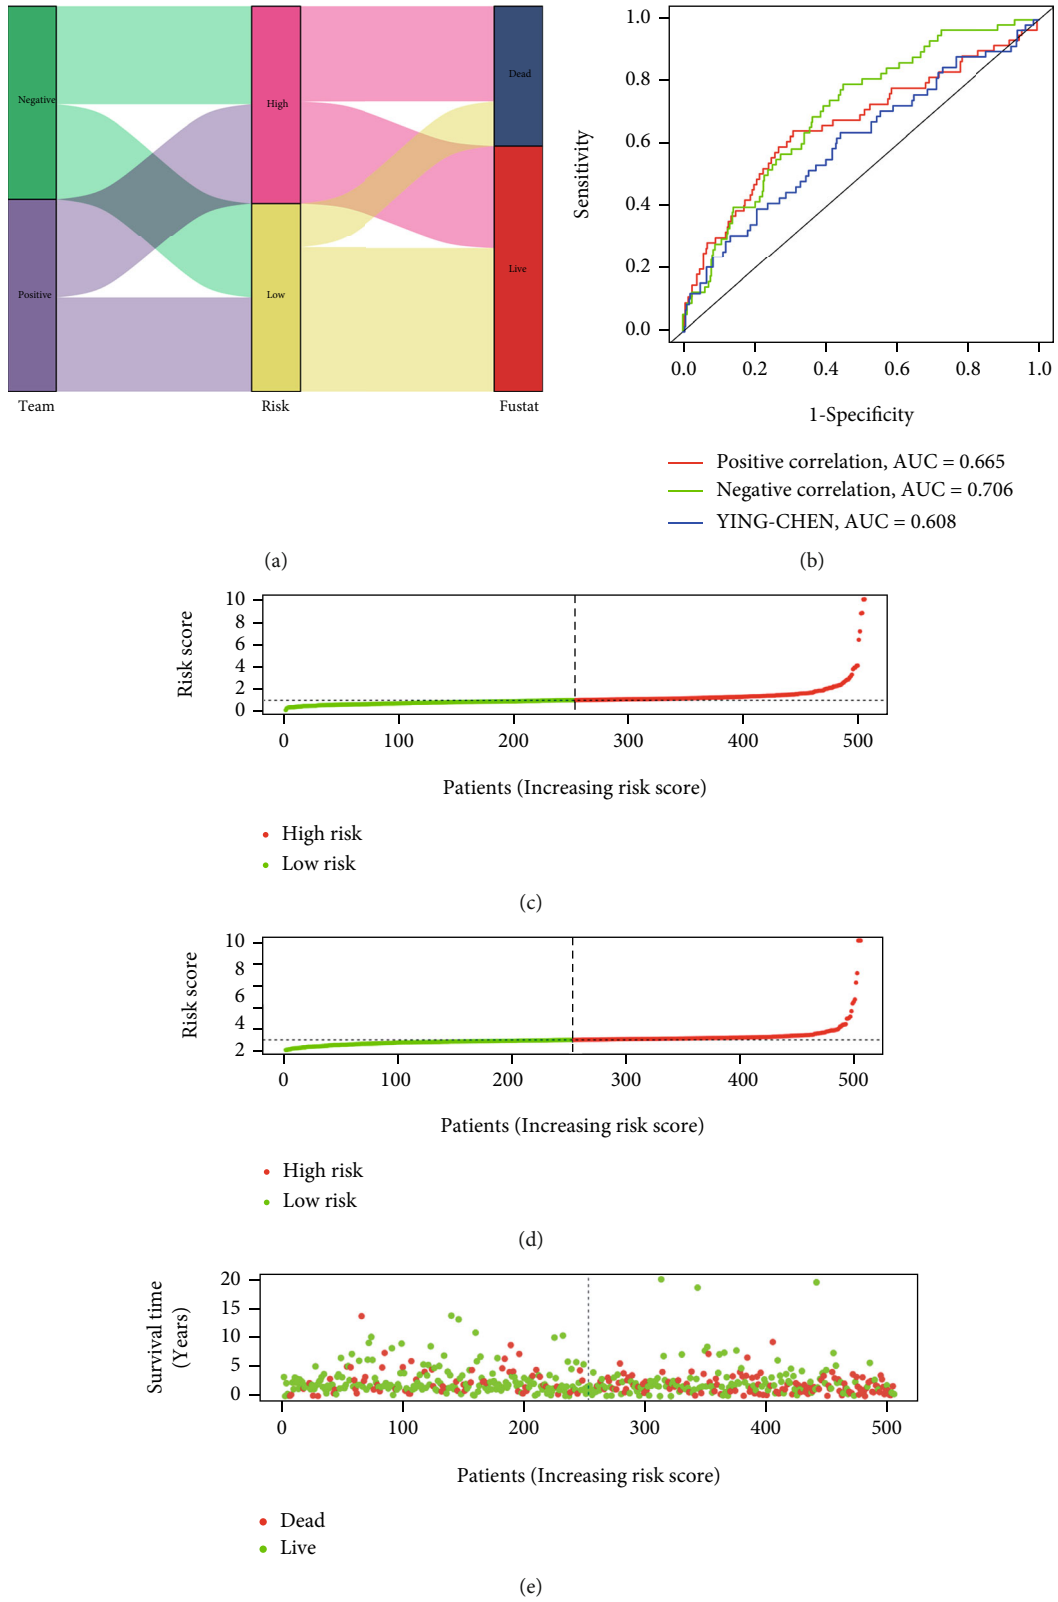 Negative
Positive
High
Low
Dead
Live
Team
Risk
Fustat
(a)
1.0
0.8
0.6
0.4
0.2
0.0
Sensitivity
0.0 0.2 0.4 0.6 0.8 1.0
1-Specificity
Positive correlation, AUC = 0.665
Negative correlation, AUC = 0.706
YING-CHEN, AUC = 0.608
(b)
Risk score
10
8
6
4
2
0
0 100 200 300 400 500
Patients (Increasing risk score)
High risk
Low risk
(c)
Risk score
10
8
6
4
2
0 100 200 300 400 500
Patients (Increasing risk score)
High risk
Low risk
(d)
Survival time
(Years)
20
15
10
5
0
0 100 200 300 400 500
Patients (Increasing risk score)
Dead
Live
(e)